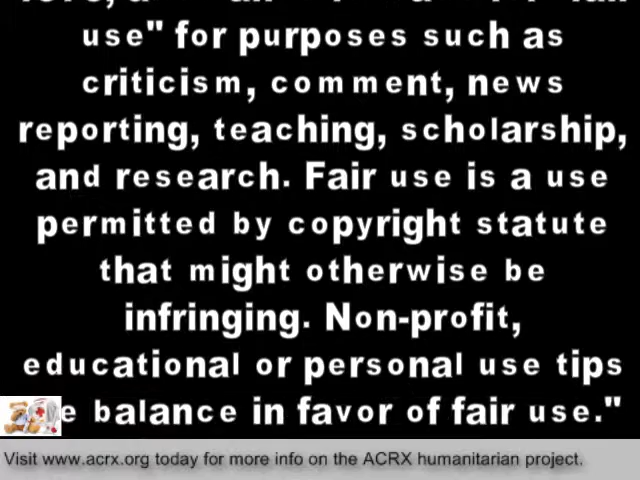 use" for purposes such as
criticism, comment, news
reporting, teaching, scholarship,
and research. Fair use is a use
permitted by copyright statute
that might otherwise be
infringing. Non-profit,
educational or personal use tips
balance in favor of fair use."
Visit www.acrx.org today for more info on the ACRX humanitarian project.